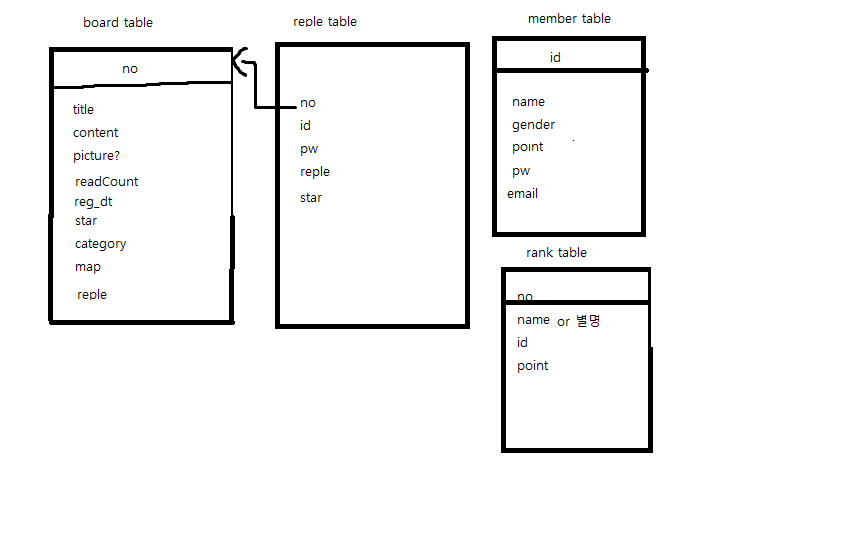 board table
no
title
content
picture?
readCount
reg_dt
star
category
map
reple
reple table
no
id
pw
reple
star
member table
id
name
gender
point
pw
email
rank table
no
name or 별명
id
point